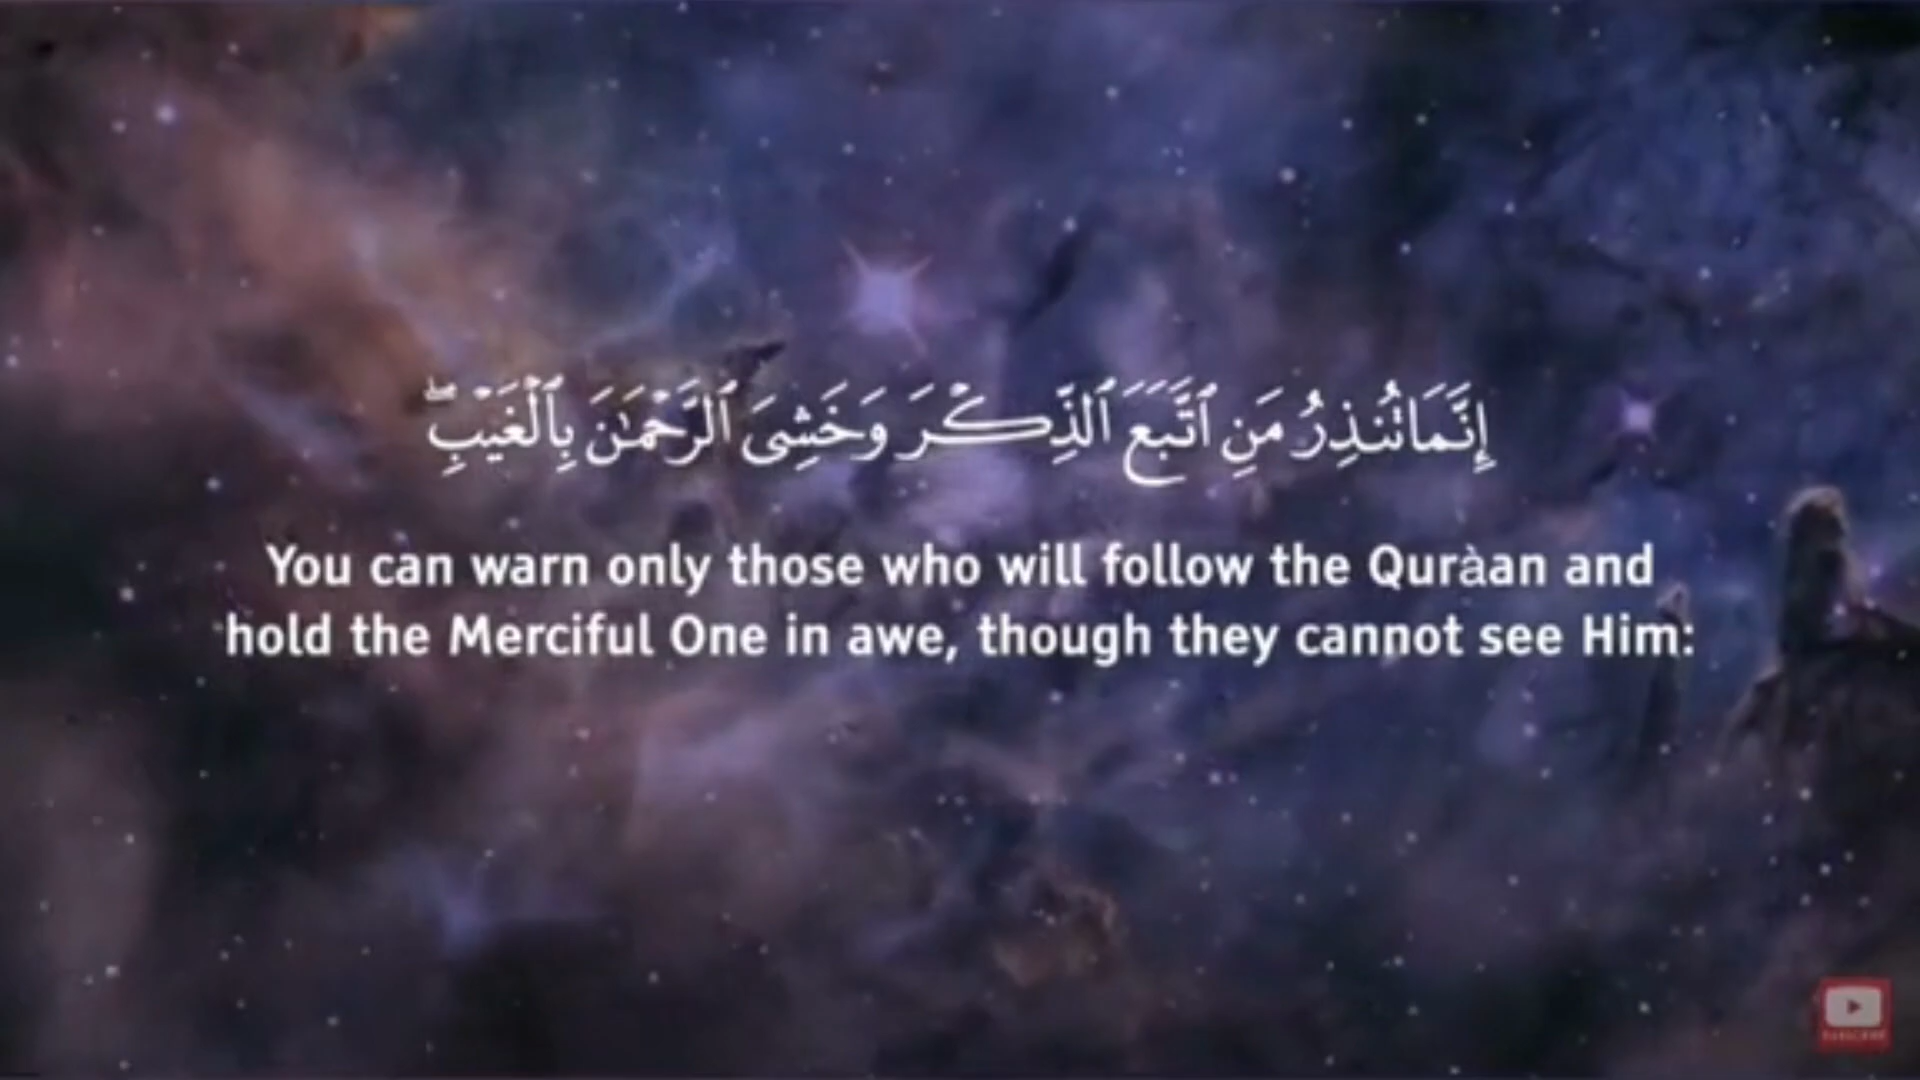 إِنَّمَا تُنذِرُ مَنِ ٱتَّبَعَ ٱلذِّكْرَ وَخَشِىَ ٱلرَّحْمَـٰنَ بِٱلْغَيْبِ ۖ
You can warn only those who will follow the Quràan and
hold the Merciful One in awe, though they cannot see Him:
SUBSCRIBE